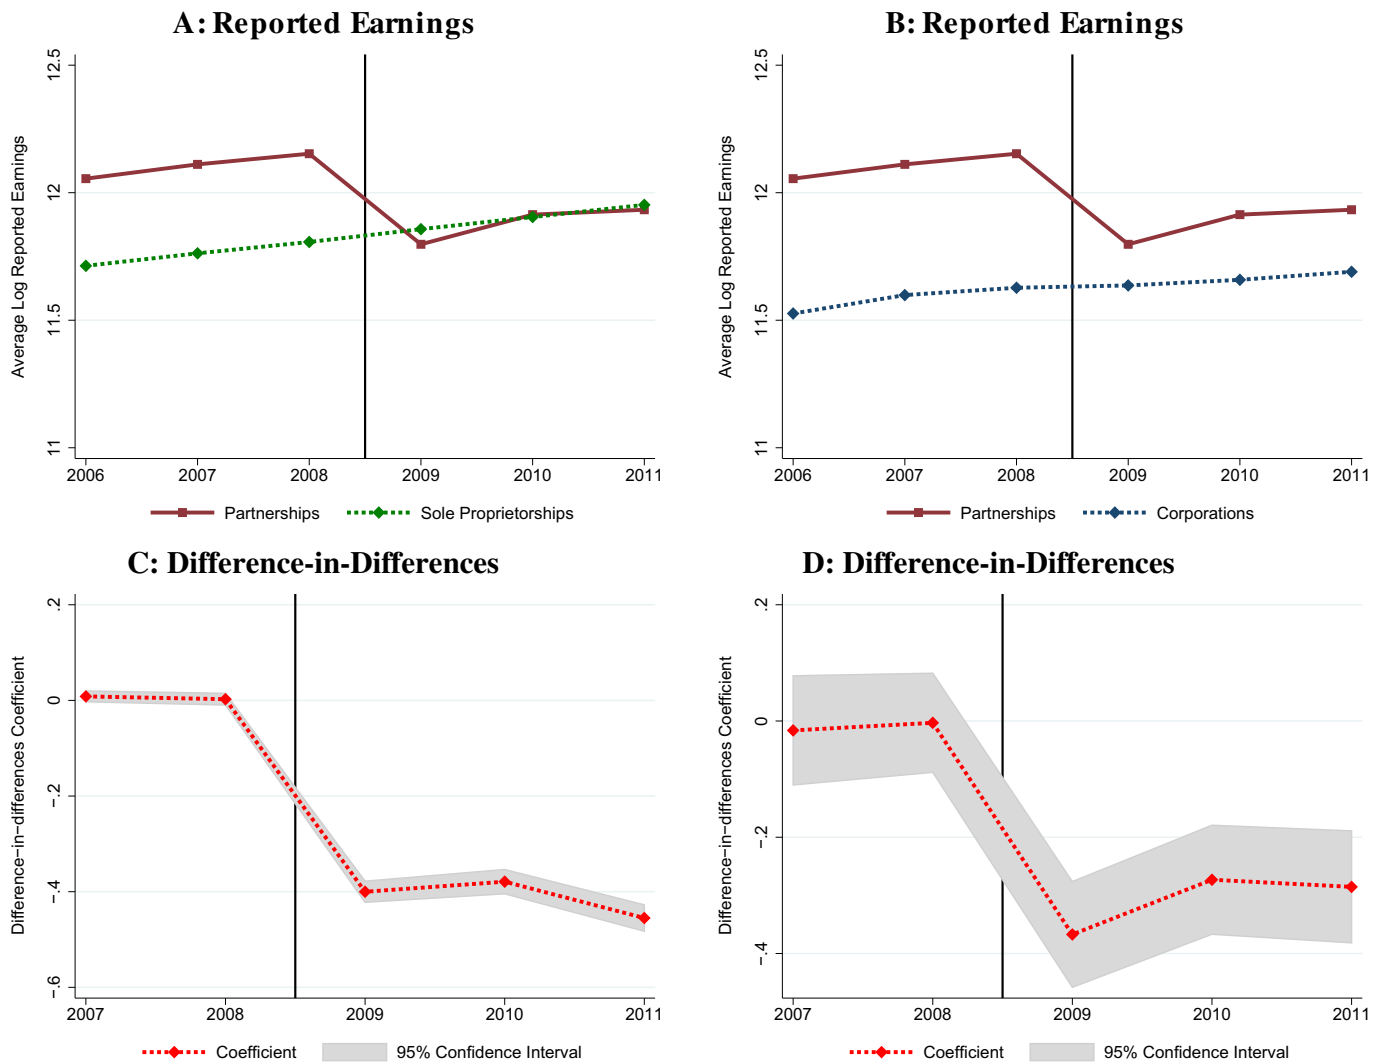 A: Reported Earnings
Average Log Reported Earnings
12.5
12
11.5
11
2006 2007 2008 2009 2010 2011
Partnerships Sole Proprietorships
B: Reported Earnings
Average Log Reported Earnings
12.5
12
11.5
11
2006 2007 2008 2009 2010 2011
Partnerships Corporations
C: Difference-in-Differences
Difference−in−differences Coefficient
.2
0
−.2
−.4
−.6
2007 2008 2009 2010 2011
Coefficient 95% Confidence Interval
D: Difference-in-Differences
Difference−in−differences Coefficient
.2
0
−.2
−.4
2007 2008 2009 2010 2011
Coefficient 95% Confidence Interval